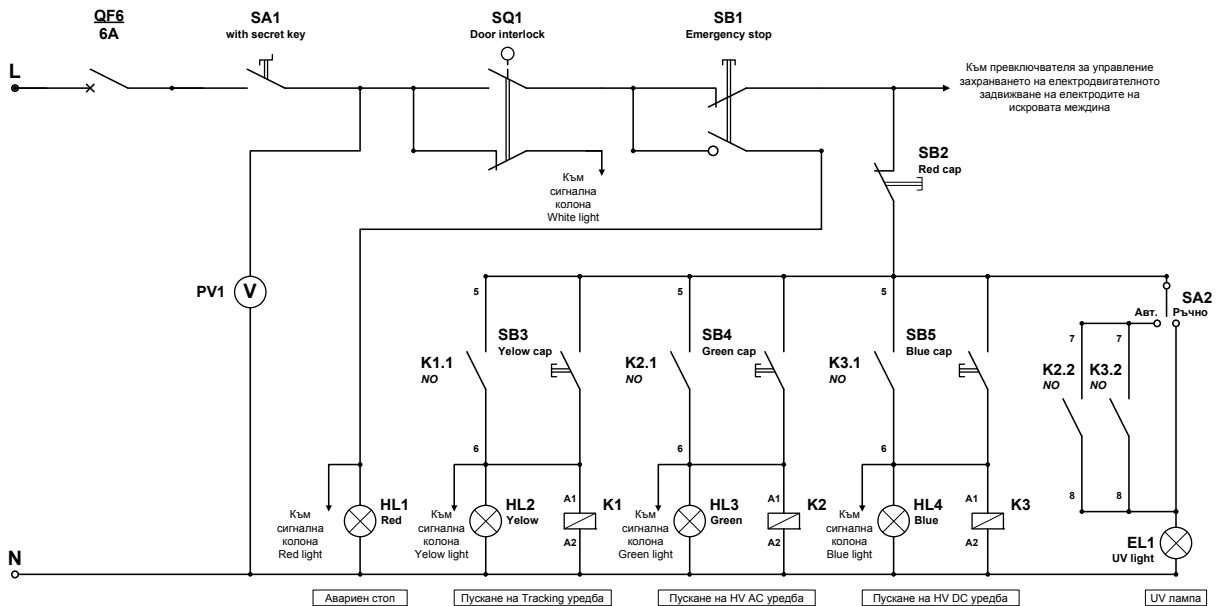 QF6
6A
SA1
with secret key
SQ1
Door interlock
SB1
Emergency stop
L
Към превключвателя за управление
захранването на електродвигателното
задвижване на електродите на
искровата междина
SB2
Red cap
Към
сигнална
колона
White light
PV1
V
5
5
5
SA2
Авт.
Ръчно
SB3
Yelow cap
SB4
Green cap
SB5
Blue cap
7
7
K1.1
NO
K2.1
NO
K3.1
NO
K2.2
NO
K3.2
NO
6
6
6
8
8
HL1
Red
HL2
Yelow
A1
K1
A2
HL3
Green
A1
K2
A2
HL4
Blue
A1
K3
A2
Към
сигнална
колона
Red light
Към
сигнална
колона
Yelow light
Към
сигнална
колона
Green light
Към
сигнална
колона
Blue light
EL1
UV light
N
Авариен стоп
Пускане на Tracking уредба
Пускане на HV AC уредба
Пускане на HV DC уредба
UV лампа